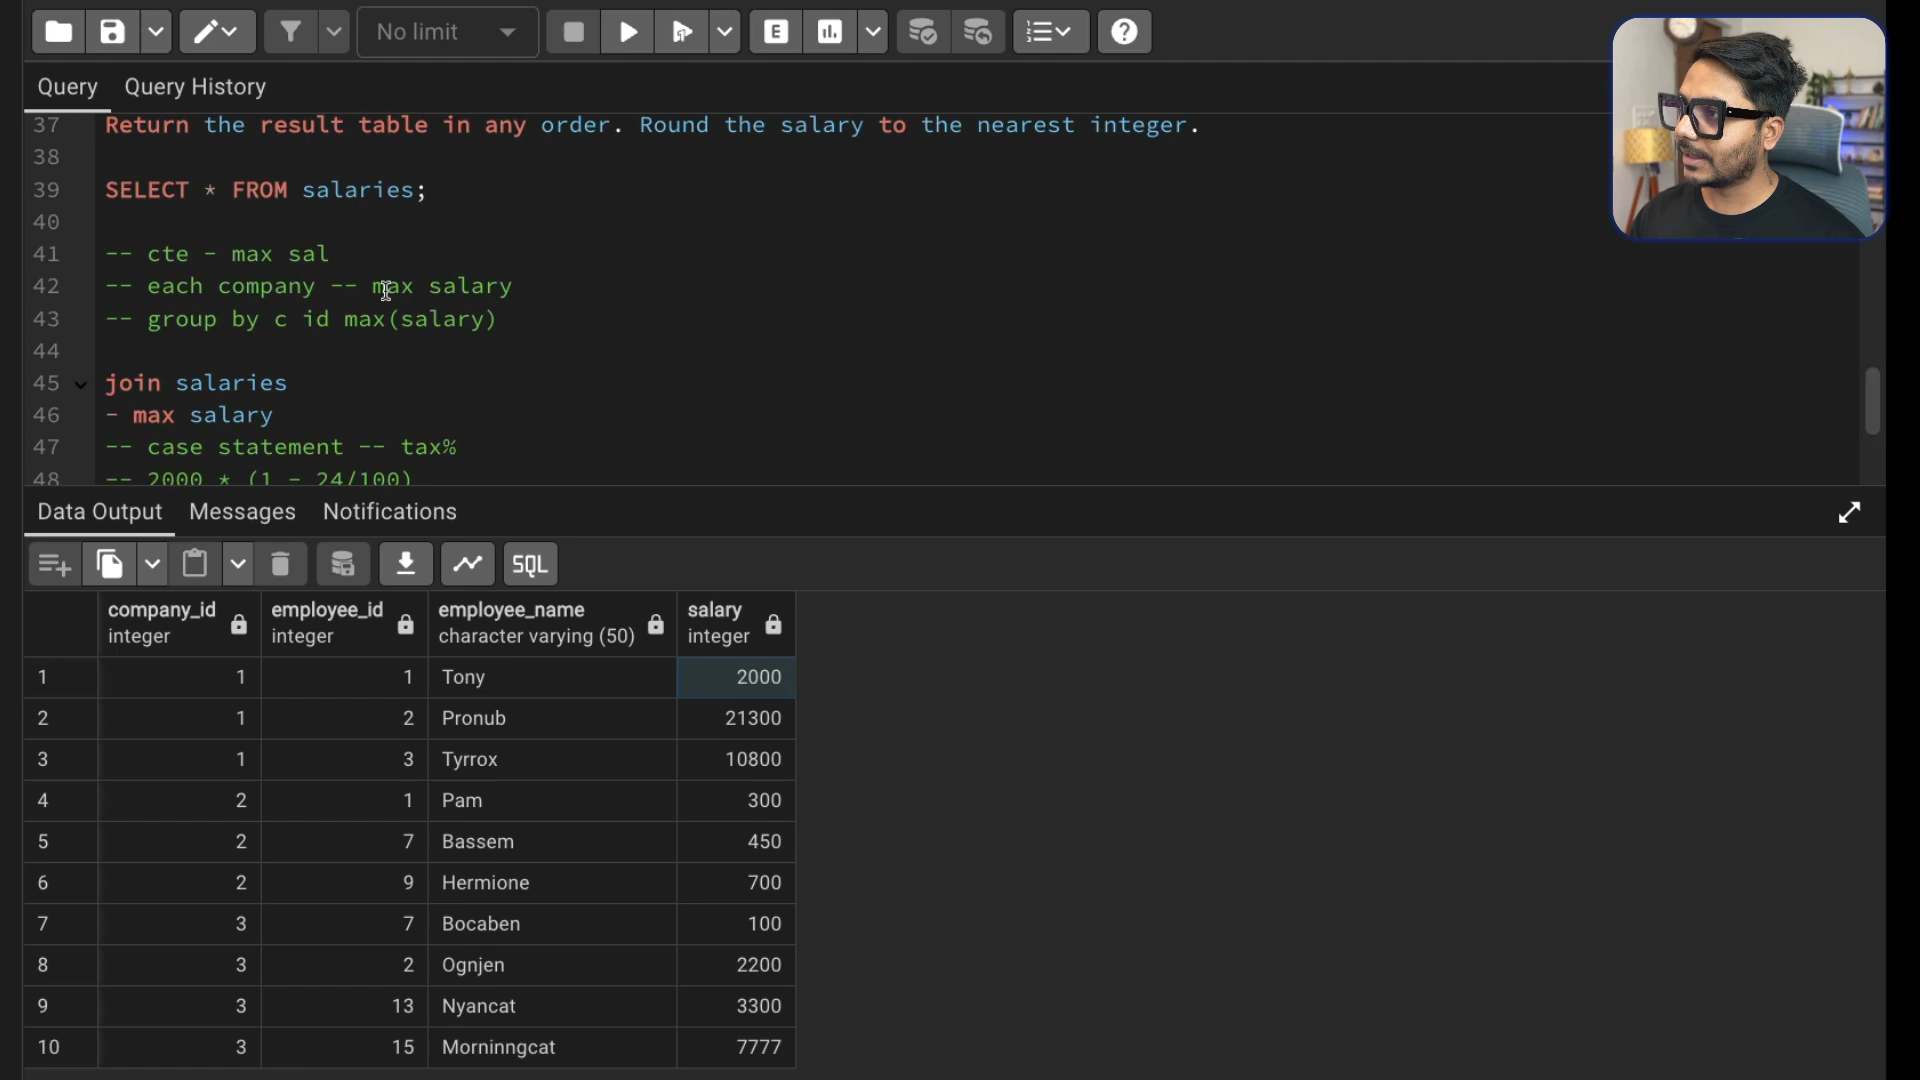 No limit
E
Query Query History
37 Return the result table in any order. Round the salary to the nearest integer.
38
39 SELECT * FROM salaries;
40
41 -- cte - max sal
42 -- each company -- max salary
43 -- group by c id max(salary)
44
45 join salaries
46 - max salary
47 -- case statement -- tax%
48 -- 2000 * (1 - 24/100)
Data Output Messages Notifications
SQL
company_id employee_id employee_name salary
integer integer character varying (50) integer
1 1 1 Tony 2000
2 1 2 Pronub 21300
3 1 3 Tyrrox 10800
4 2 1 Pam 300
5 2 7 Bassem 450
6 2 9 Hermione 700
7 3 7 Bocaben 100
8 3 2 Ognjen 2200
9 3 13 Nyancat 3300
10 3 15 Morninngcat 7777